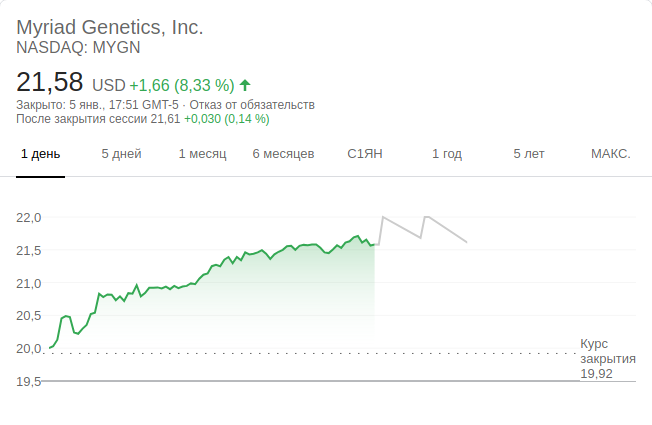 Myriad Genetics, Inc.
NASDAQ: MYGN
21,58 USD +1,66 (8,33 %)
Закрыто: 5 янв., 17:51 GMT-5 · Отказ от обязательств
После закрытия сессии 21,61 +0,030 (0,14 %)
1 день 5 дней 1 месяц 6 месяцев С1ЯН 1 год 5 лет МАКС.
22,0
21,5
21,0
20,5
20,0
19,5
Курс
закрытия
19,92